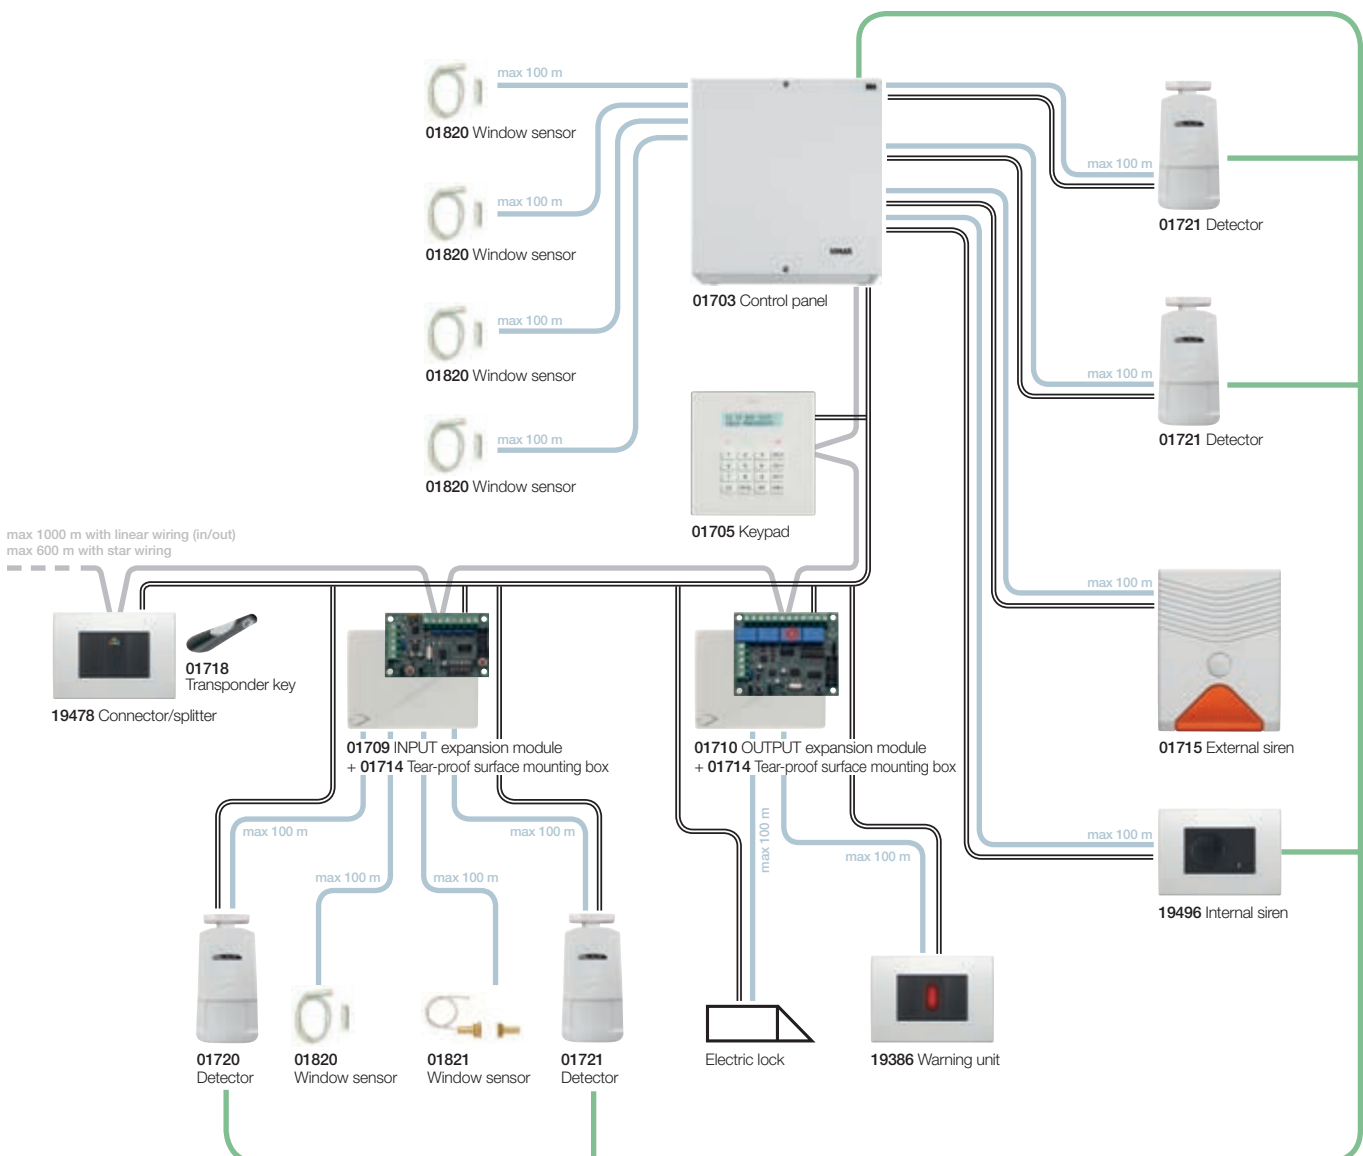 max 100 m
01820 Window sensor
max 100 m
01820 Window sensor
max 100 m
01820 Window sensor
max 100 m
01820 Window sensor
01703 Control panel
max 100 m
01721 Detector
max 100 m
01721 Detector
01705 Keypad
max 1000 m with linear wiring (in/out)
max 600 m with star wiring
01718
Transponder key
19478 Connector/splitter
01709 INPUT expansion module
+ 01714 Tear-proof surface mounting box
01710 OUTPUT expansion module
+ 01714 Tear-proof surface mounting box
max 100 m
01715 External siren
max 100 m
19496 Internal siren
max 100 m
max 100 m
max 100 m
max 100 m
max 100 m
max 100 m
01720
Detector
01820
Window sensor
01821
Window sensor
01721
Detector
Electric lock
19386 Warning unit